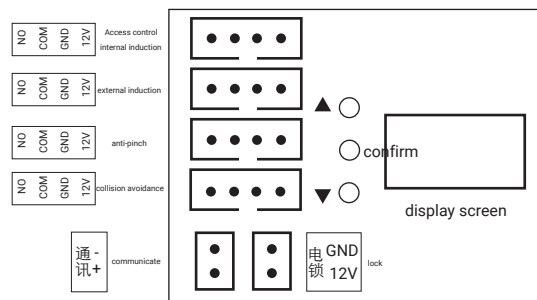 NO COM GND 12V
Access control
internal induction
NO COM GND 12V
external induction
NO COM GND 12V
anti-pinch
NO COM GND 12V
collision avoidance
通 -
讯+
communicate
电 GND
锁 12V
lock
▲
confirm
▼
display screen